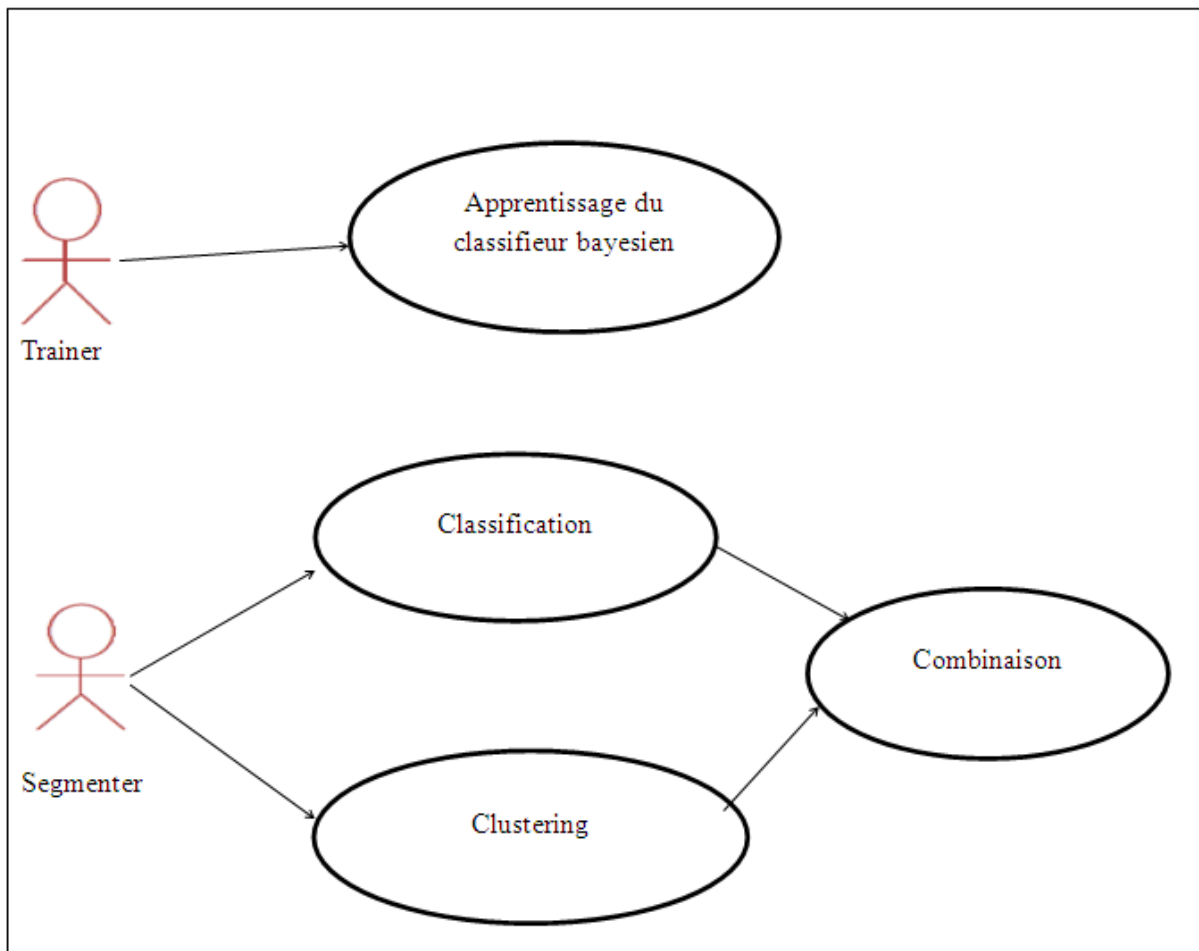 Apprentissage du
classifieur bayesien
Trainer
Classification
Combinaison
Segmenter
Clustering